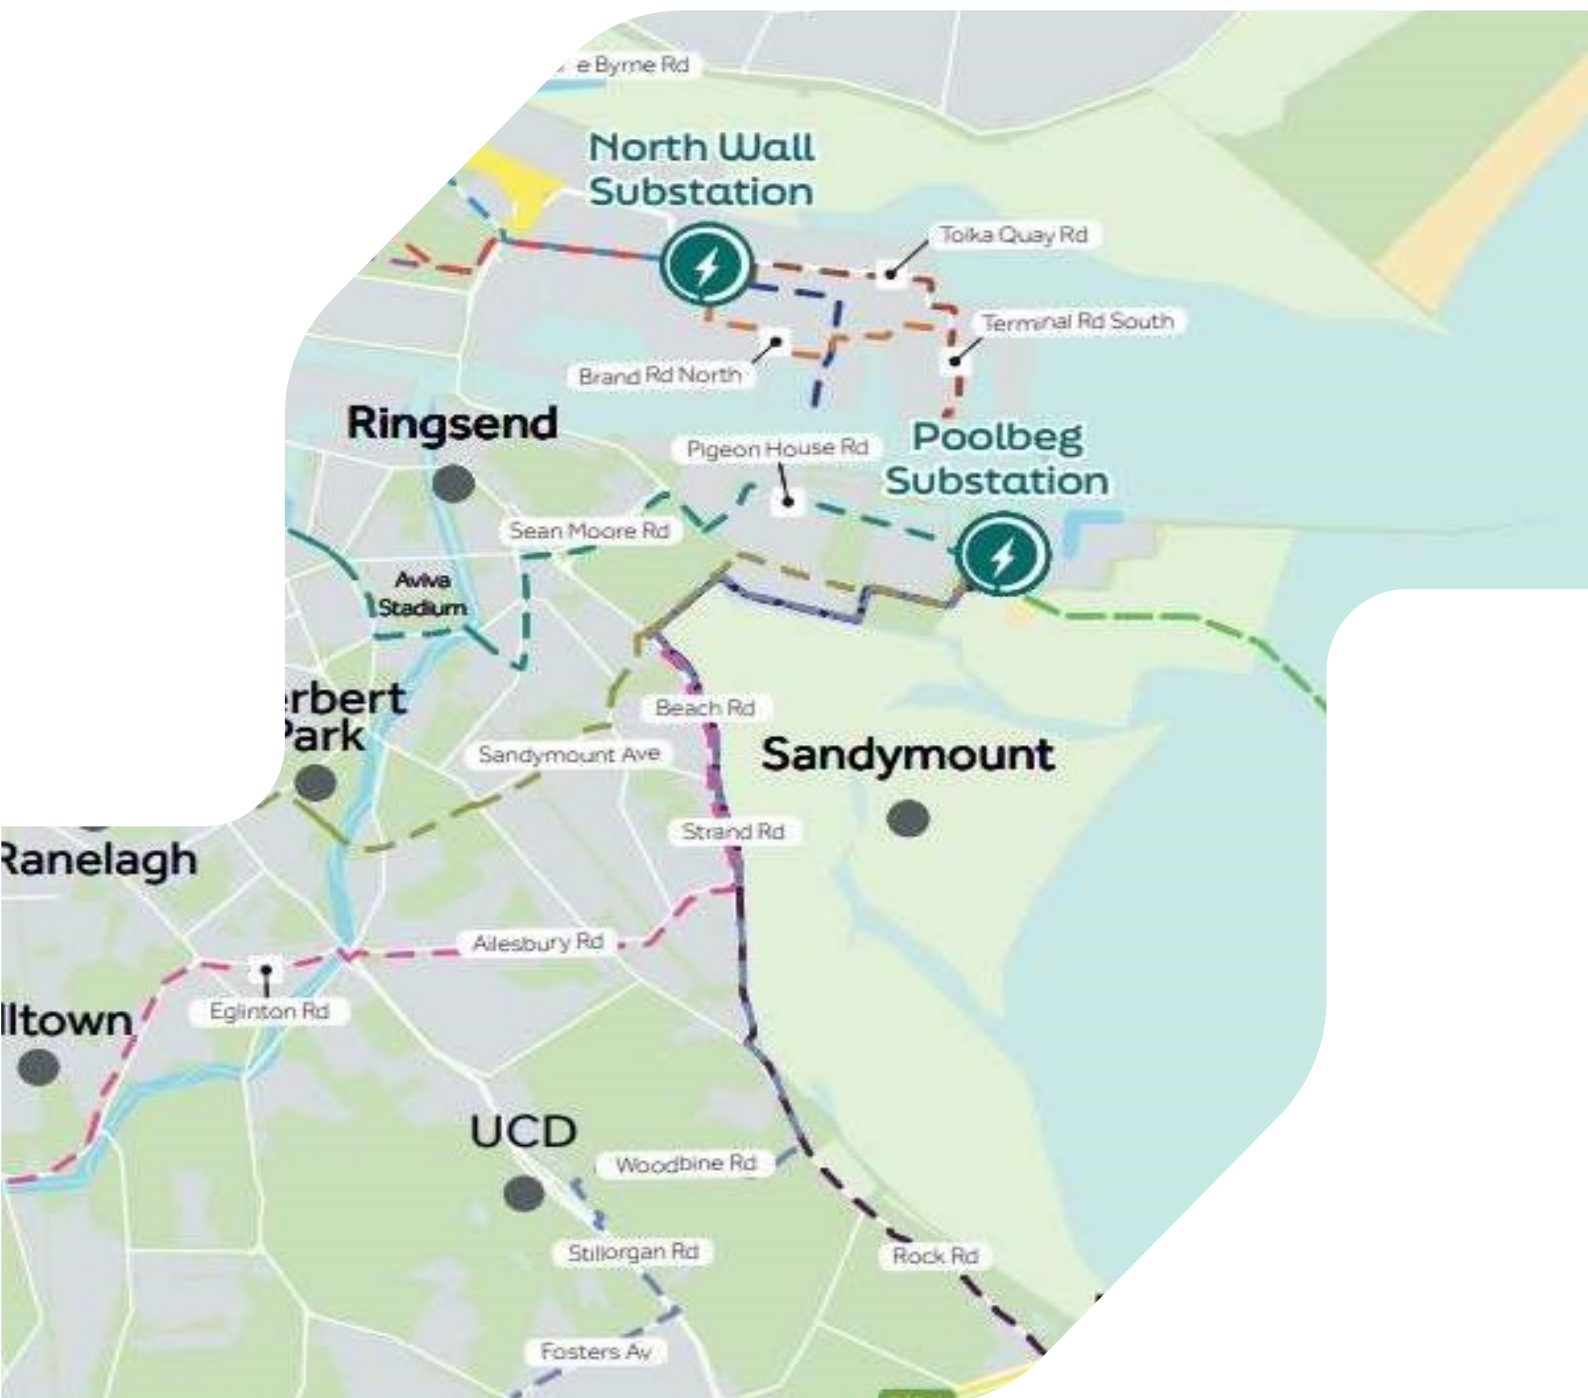 e Byrne Rd
North Wall
Substation
Tolka Quay Rd
Terminal Rd South
Brand Rd North
Ringsend
Pigeon House Rd
Poolbeg
Substation
Sean Moore Rd
Aviva
Stadium
erbert
Park
Beach Rd
Sandymount Ave
Sandymount
Strand Rd
Ranelagh
Ailesbury Rd
Eglinton Rd
lltown
UCD
Woodbine Rd
Stillorgan Rd
Rock Rd
Fosters Av